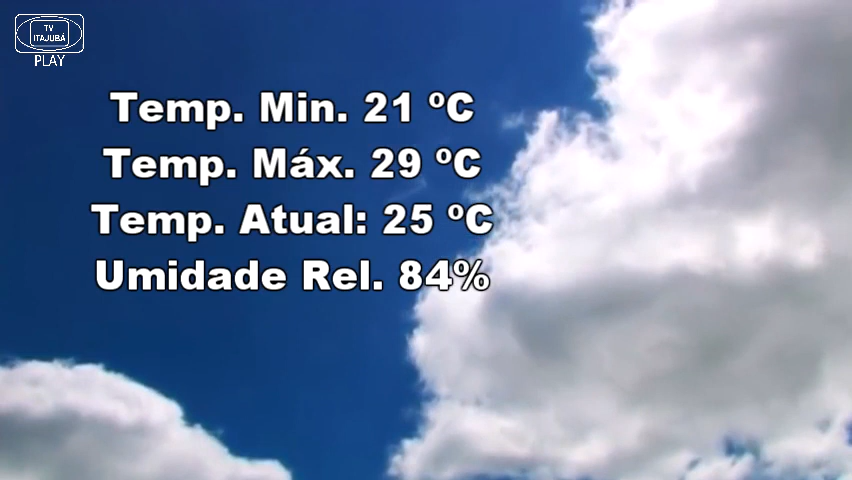 TV
ITAJUBÁ
PLAY
Temp. Min. 21 ºC
Temp. Máx. 29 ºC
Temp. Atual: 25 ºC
Umidade Rel. 84%